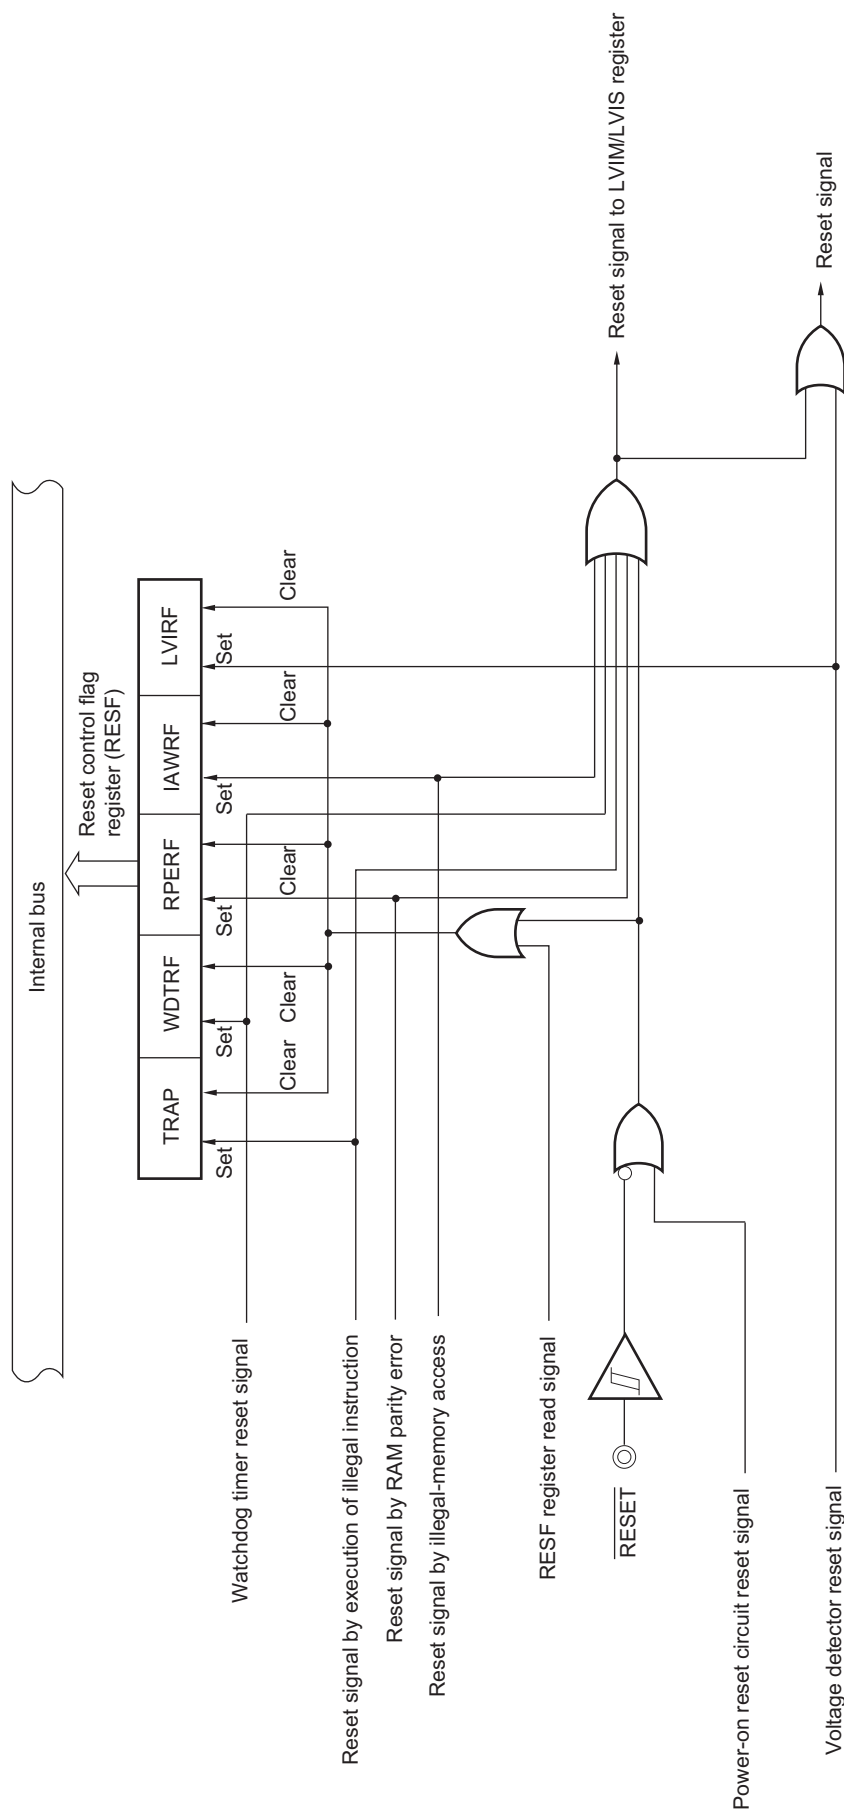 Internal bus
Reset control flag
register (RESF)
TRAP
WDTRF
RPERF
IAWRF
LVIRF
Set
Clear
Set
Clear
Set
Clear
Set
Clear
Set
Clear
Watchdog timer reset signal
Reset signal by execution of illegal instruction
Reset signal by RAM parity error
Reset signal by illegal-memory access
RESF register read signal
RESET
Power-on reset circuit reset signal
Voltage detector reset signal
Reset signal to LVIM/LVIS register
Reset signal